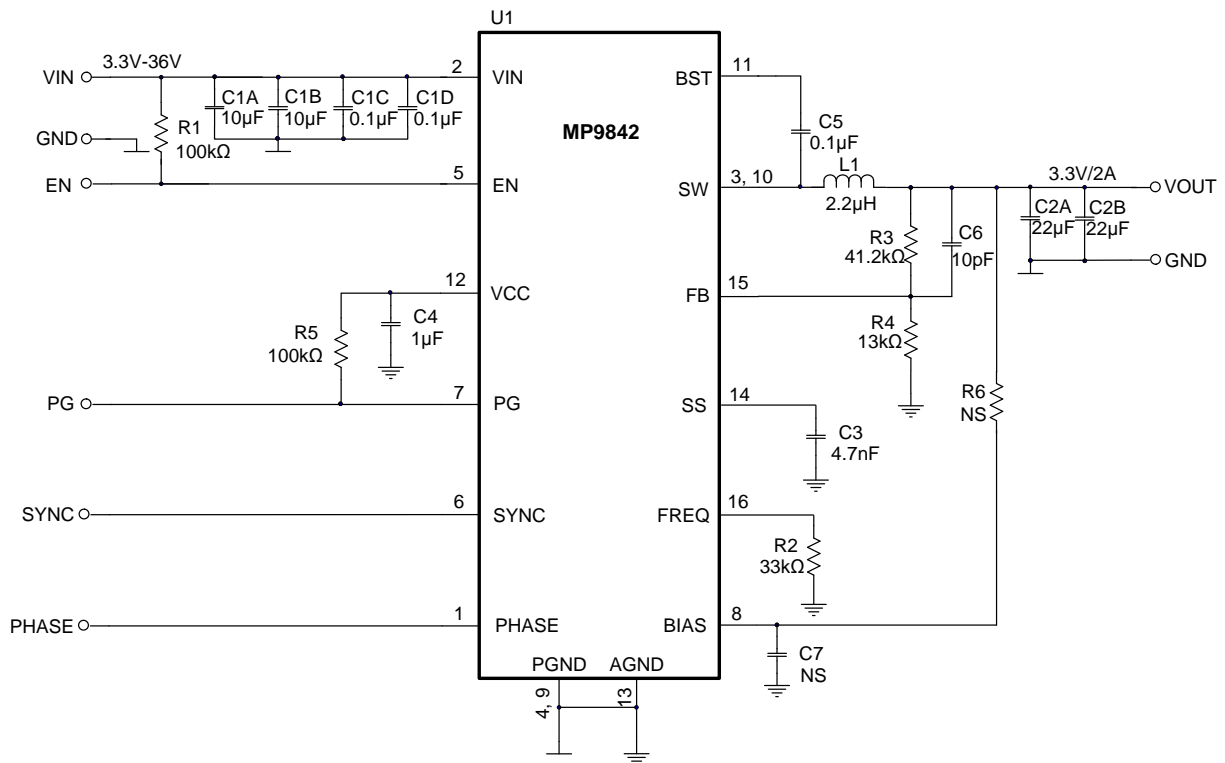 U1
MP9842
VIN
3.3V-36V
2
VIN
C1A
10µF
C1B
10µF
C1C
0.1µF
C1D
0.1µF
GND
R1
100kΩ
EN
5
EN
12
VCC
R5
100kΩ
C4
1µF
PG
7
PG
SYNC
6
SYNC
PHASE
1
PHASE
PGND
AGND
4, 9
13
BST
11
C5
0.1µF
SW
3, 10
L1
2.2µH
3.3V/2A
VOUT
C2A
22µF
C2B
22µF
GND
R3
41.2kΩ
C6
10pF
FB
15
R4
13kΩ
R6
NS
SS
14
C3
4.7nF
FREQ
16
R2
33kΩ
BIAS
8
C7
NS